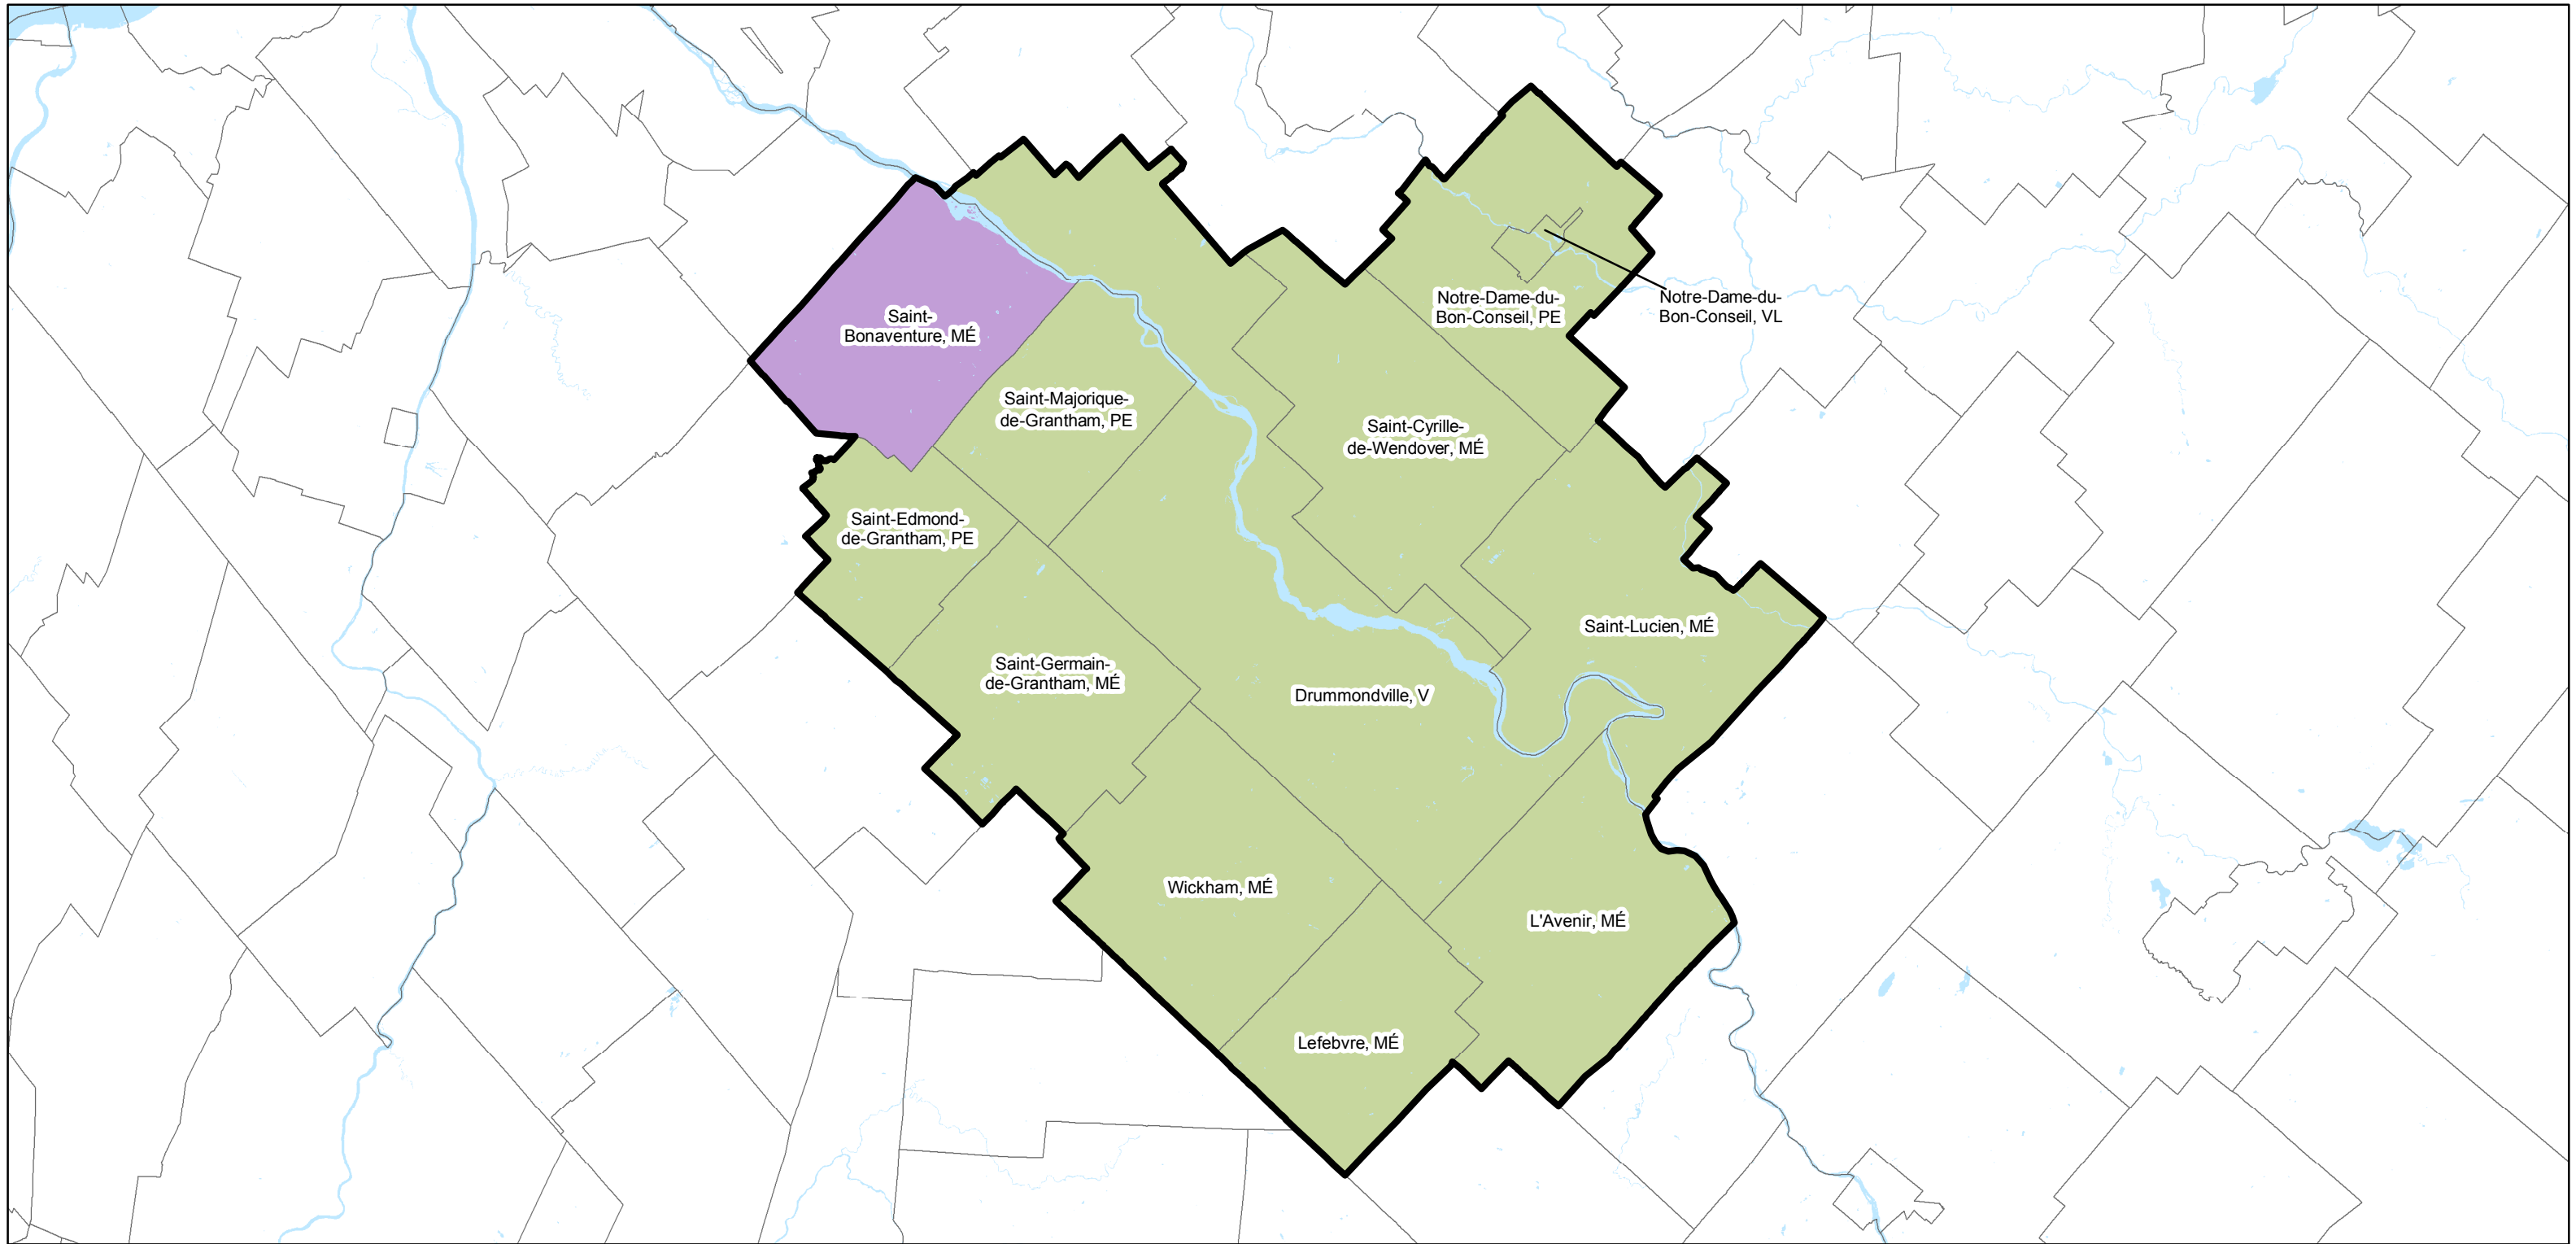 Notre-Dame-du-
Bon-Conseil, PE
Notre-Dame-du-
Bon-Conseil, VL
Saint-
Bonaventure, MÉ
Saint-Majorique-
de-Grantham, PE
Saint-Cyrille-
de-Wendover, MÉ
Saint-Edmond-
de-Grantham, PE
Saint-Lucien, MÉ
Saint-Germain-
de-Grantham, MÉ
Drummondville, V
Wickham, MÉ
L'Avenir, MÉ
Lefebvre, MÉ